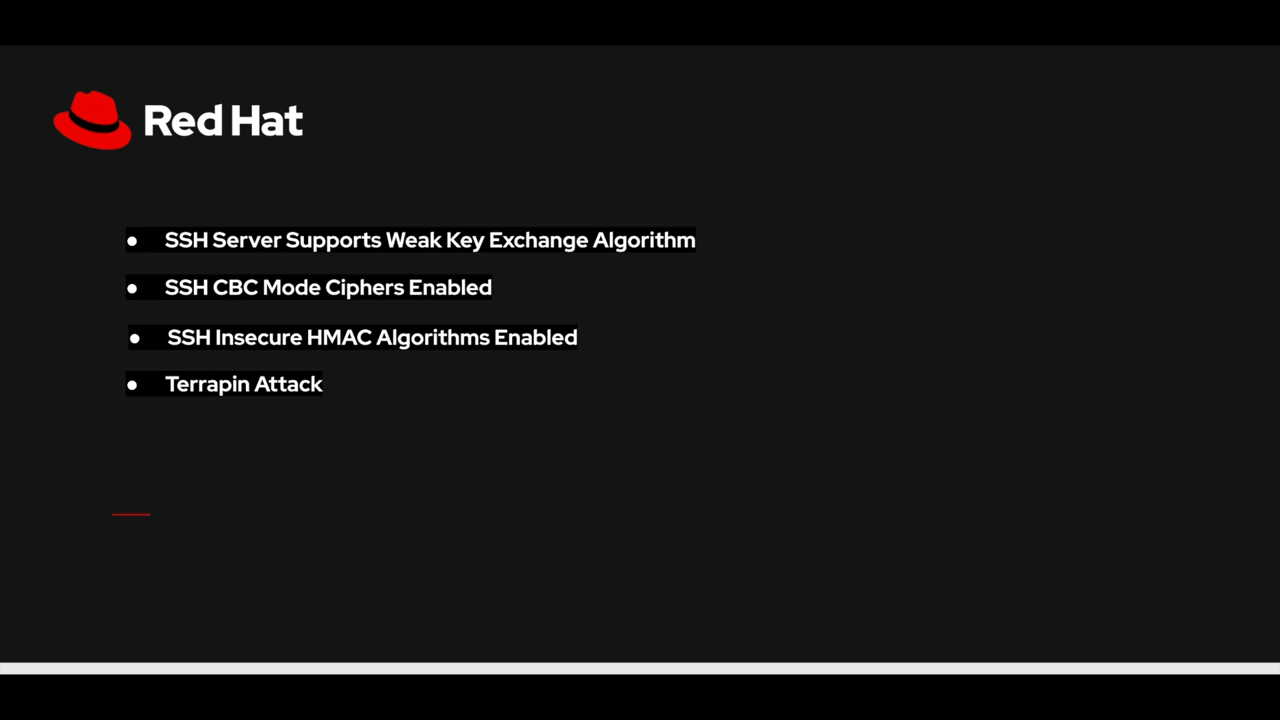 Red Hat
● SSH Server Supports Weak Key Exchange Algorithm
● SSH CBC Mode Ciphers Enabled
● SSH Insecure HMAC Algorithms Enabled
● Terrapin Attack